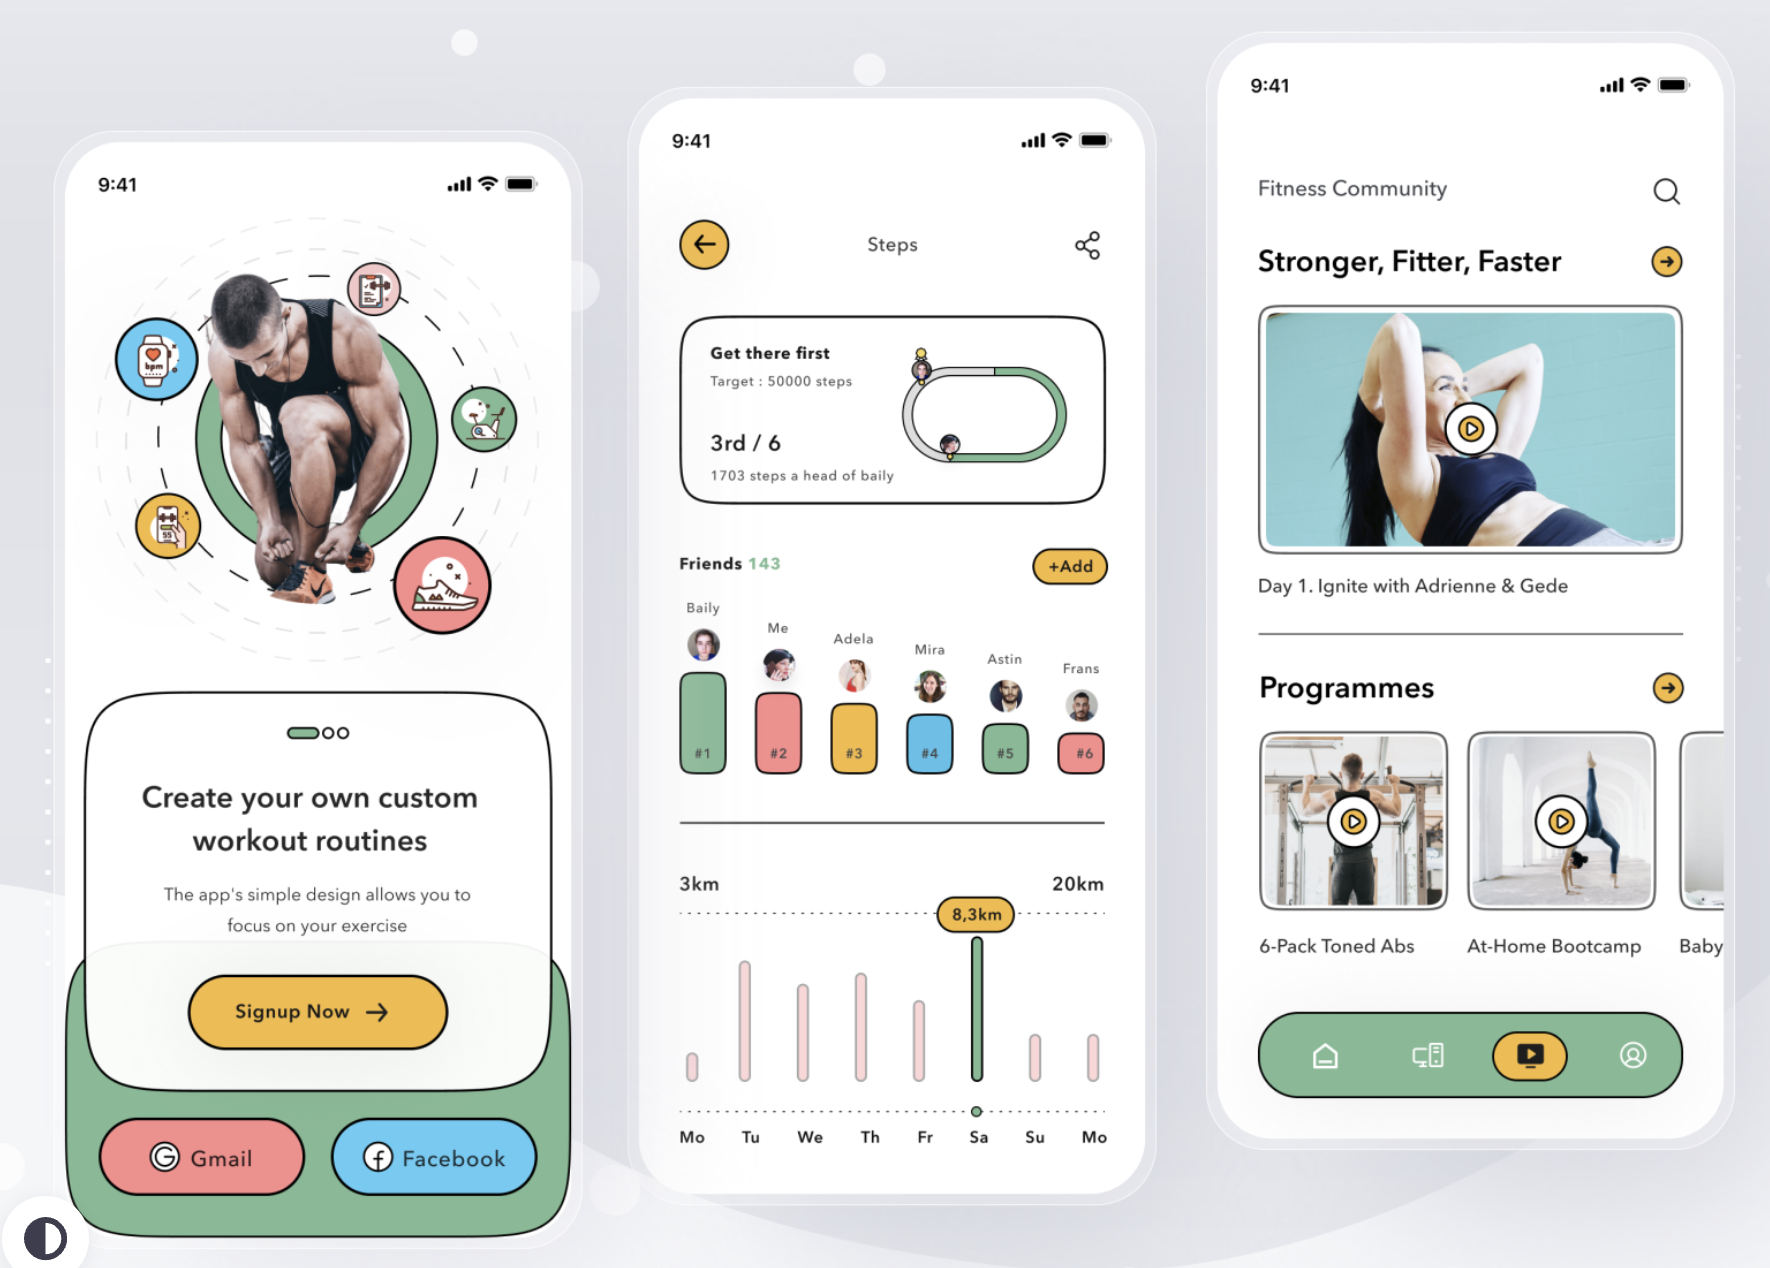 9:41
bpm
55
Create your own custom
workout routines
The app's simple design allows you to
focus on your exercise
Signup Now
G Gmail
f Facebook
9:41
Steps
Get there first
Target : 50000 steps
3rd / 6
1703 steps a head of baily
Friends 143
+Add
Baily
Me
Adela
Mira
Astin
Frans
#1
#2
#3
#4
#5
#6
3km
20km
8,3km
Mo Tu We Th Fr Sa Su Mo
9:41
Fitness Community
Stronger, Fitter, Faster
Day 1. Ignite with Adrienne & Gede
Programmes
6-Pack Toned Abs
At-Home Bootcamp
Baby